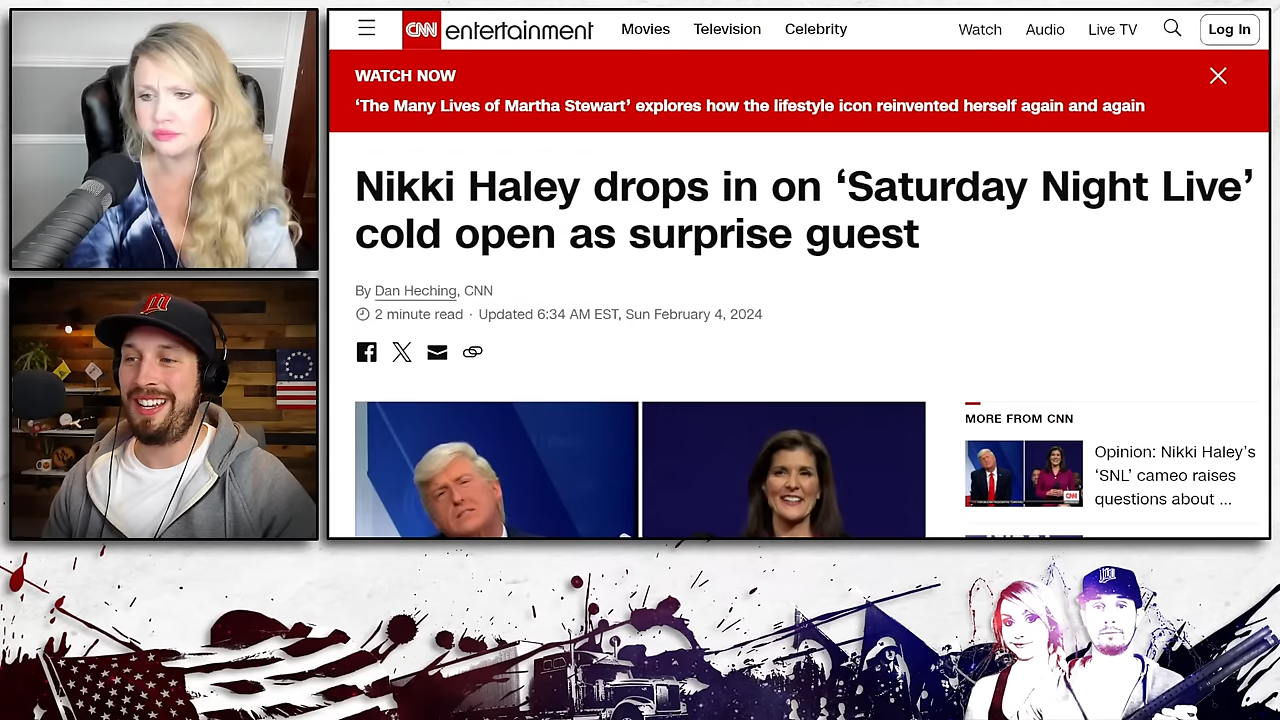 CNN entertainment
Movies
Television
Celebrity
Watch
Audio
Live TV
Log In
WATCH NOW
‘The Many Lives of Martha Stewart’ explores how the lifestyle icon reinvented herself again and again
Nikki Haley drops in on ‘Saturday Night Live’
cold open as surprise guest
By Dan Heching, CNN
2 minute read · Updated 6:34 AM EST, Sun February 4, 2024
MORE FROM CNN
Opinion: Nikki Haley’s
‘SNL’ cameo raises
questions about ...
CNN